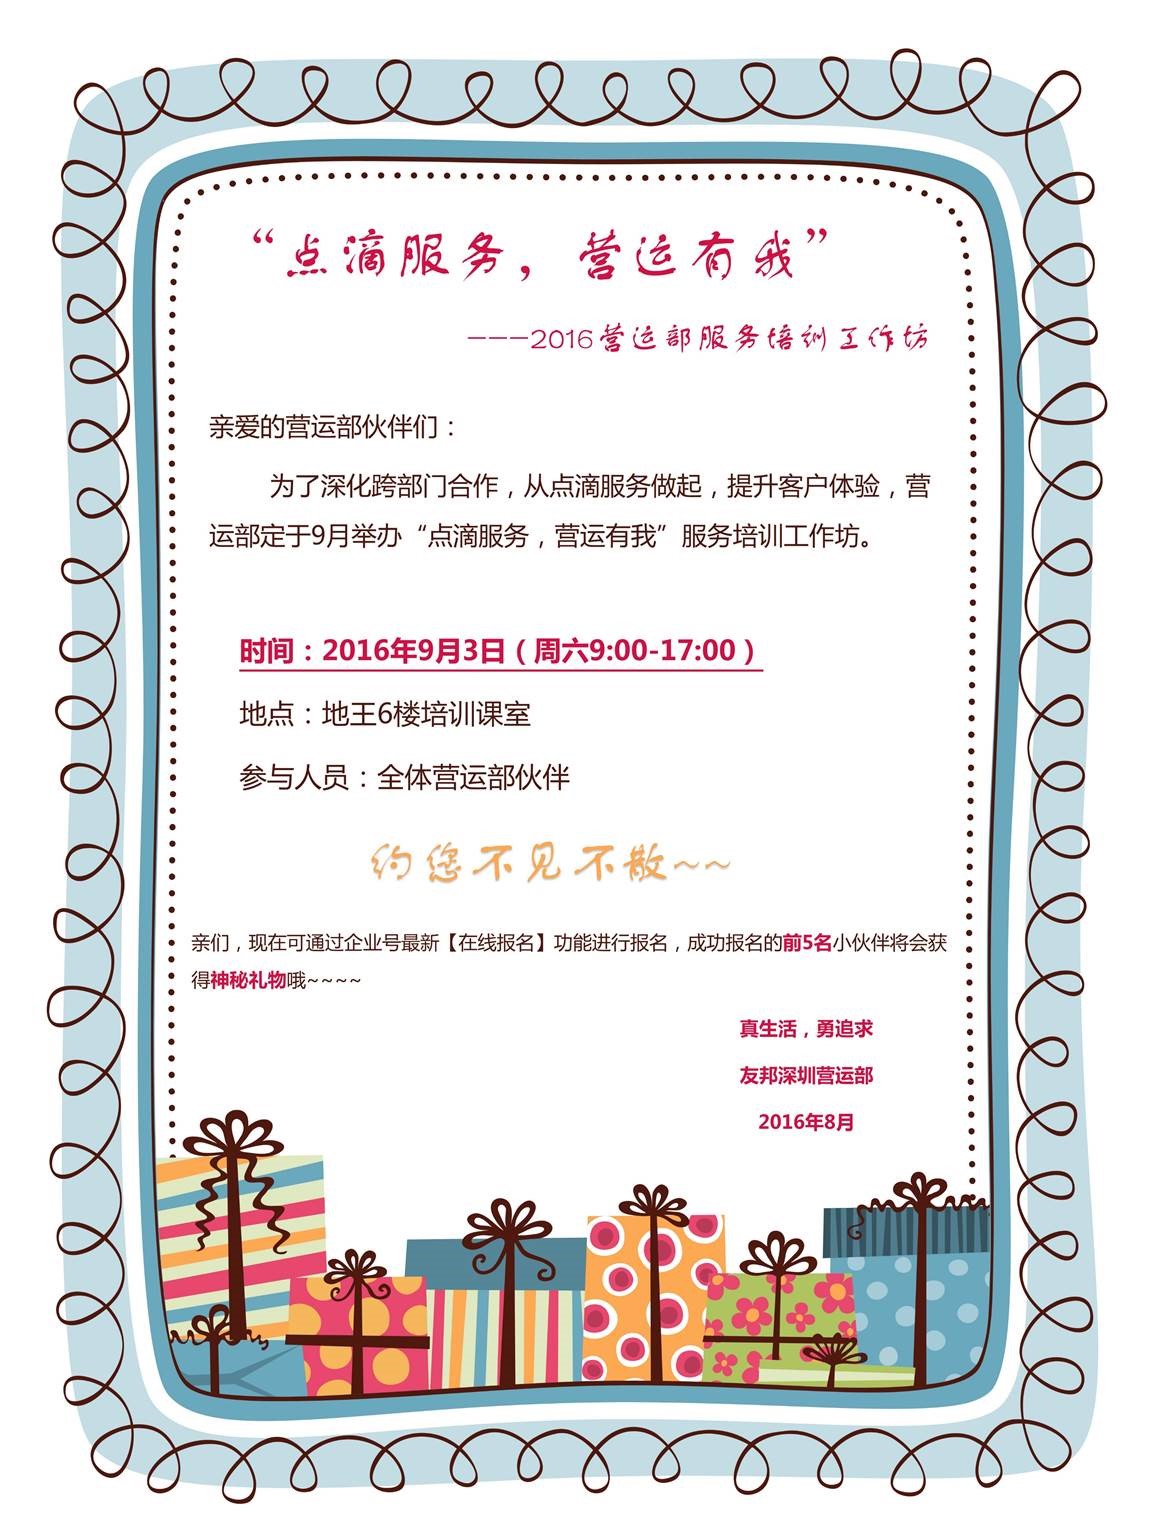 “点滴服务，营运有我”
---2016营运部服务培训工作坊
亲爱的营运部伙伴们：
为了深化跨部门合作，从点滴服务做起，提升客户体验，营
运部定于9月举办“点滴服务，营运有我”服务培训工作坊。
时间：2016年9月3日（周六9:00-17:00）
地点：地王6楼培训课室
参与人员：全体营运部伙伴
约您不见不散~~
亲们，现在可通过企业号最新【在线报名】功能进行报名，成功报名的前5名小伙伴将会获
得神秘礼物哦~~~~
真生活，勇追求
友邦深圳营运部
2016年8月